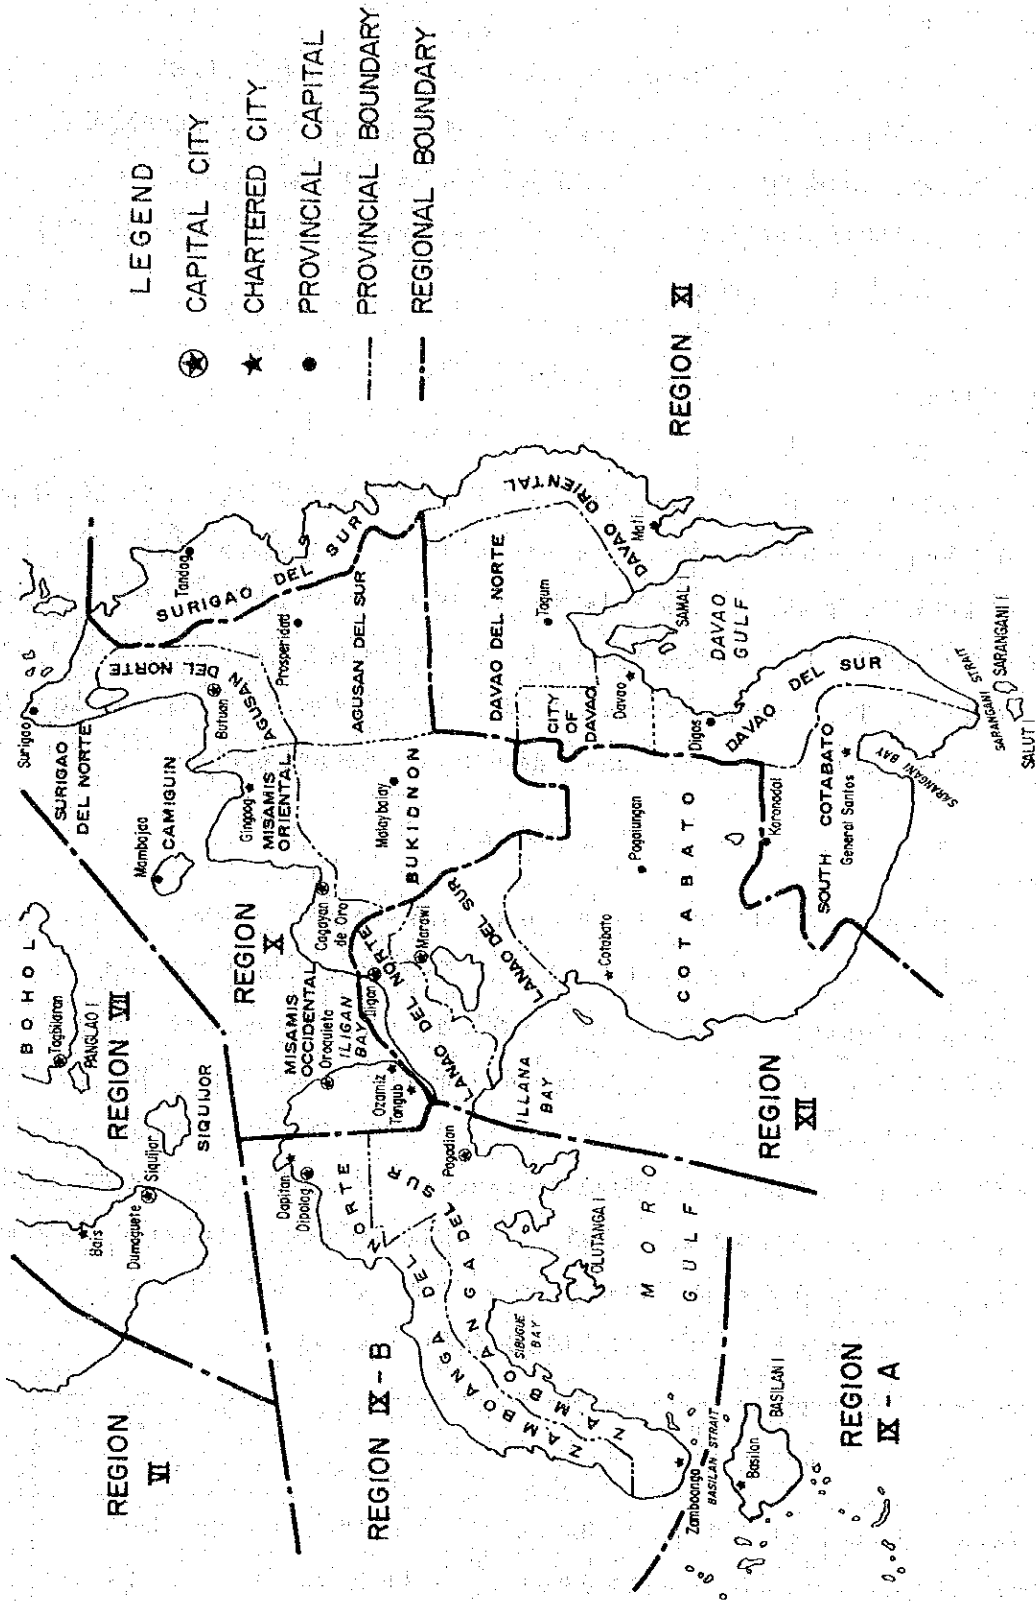 LEGEND
CAPITAL CITY
CHARTERED CITY
PROVINCIAL CAPITAL
PROVINCIAL BOUNDARY
REGIONAL BOUNDARY
REGION
VI
Bais
Dumaguete
Siquijor
SIQUIJOR
REGION VII
BOHOL
Tagbilaran
PANGLAO I
Surigao
SURIGAO
DEL NORTE
Mambajao
CAMIGUIN
DEL NORTE
AGUSAN
Butuan
Tandag
SURIGAO DEL SUR
Prosperidad
AGUSAN DEL SUR
Gingoog
MISAMIS
ORIENTAL
REGION
X
Cagayan
de Oro
Malaybalay
BUKIDNON
MISAMIS
OCCIDENTAL
Oroquieta
ILIGAN
BAY
Iligan
Ozamiz
Tangub
LANAO DEL NORTE
Marawi
LANAO DEL SUR
LANAO DEL NORTE
ILLANA
BAY
Dapitan
Dipolog
Pagadian
REGION IX - B
ZAMBOANGA DEL NORTE
ZAMBOANGA DEL SUR
SIBUGUE
BAY
OLUTANGA I
MORO
GULF
Zamboanga
BASILAN STRAIT
Basilan
BASILAN I
REGION
IX - A
REGION
XII
Cotabato
COTABATO
Pagalungan
Koronadal
SOUTH COTABATO
General Santos
SARANGANI BAY
SARANGANI
DAVAO DEL NORTE
DAVAO ORIENTAL
Tagum
CITY
OF
DAVAO
Davao
Digos
DAVAO DEL SUR
SAMAL I
DAVAO
GULF
Mati
REGION XI
SARANGANI STRAIT
SARANGANI I
SALUT I